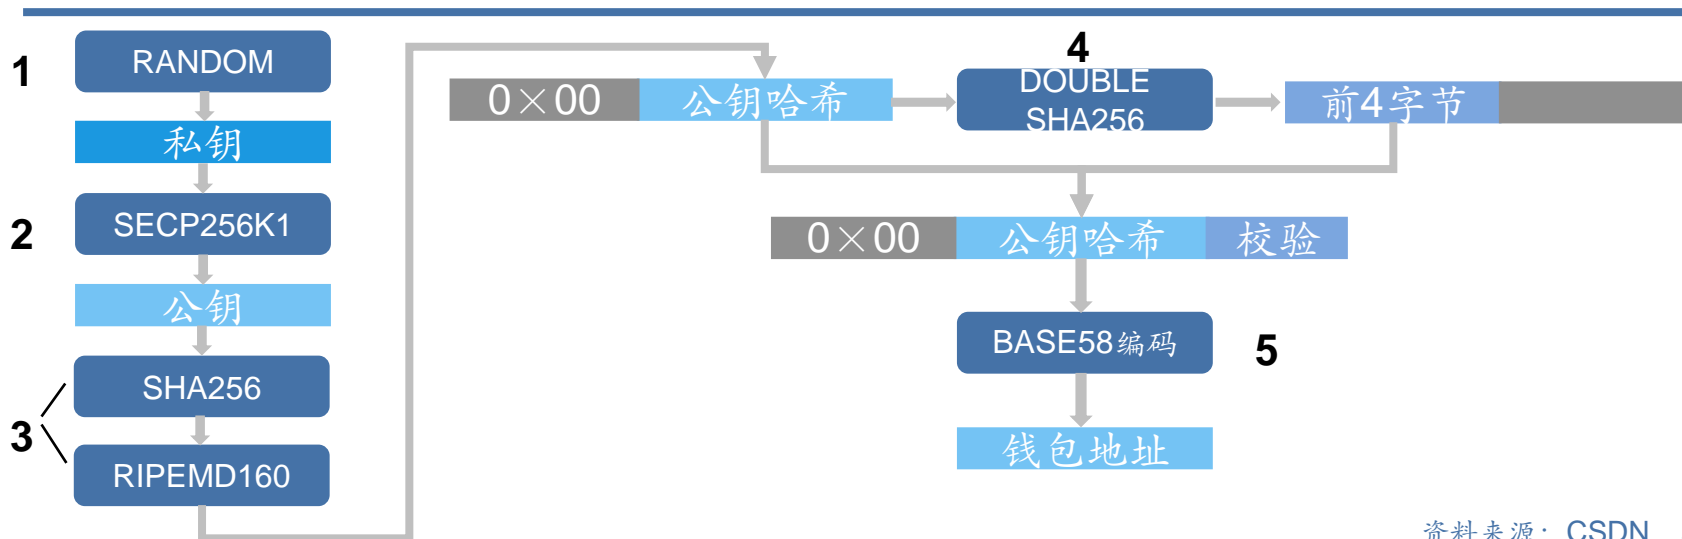 1
RANDOM
私钥
2
SECP256K1
公钥
3
SHA256
RIPEMD160
0×00
公钥哈希
4
DOUBLE
SHA256
前4字节
0×00
公钥哈希
校验
BASE58编码
5
钱包地址
资料来源：CSDN